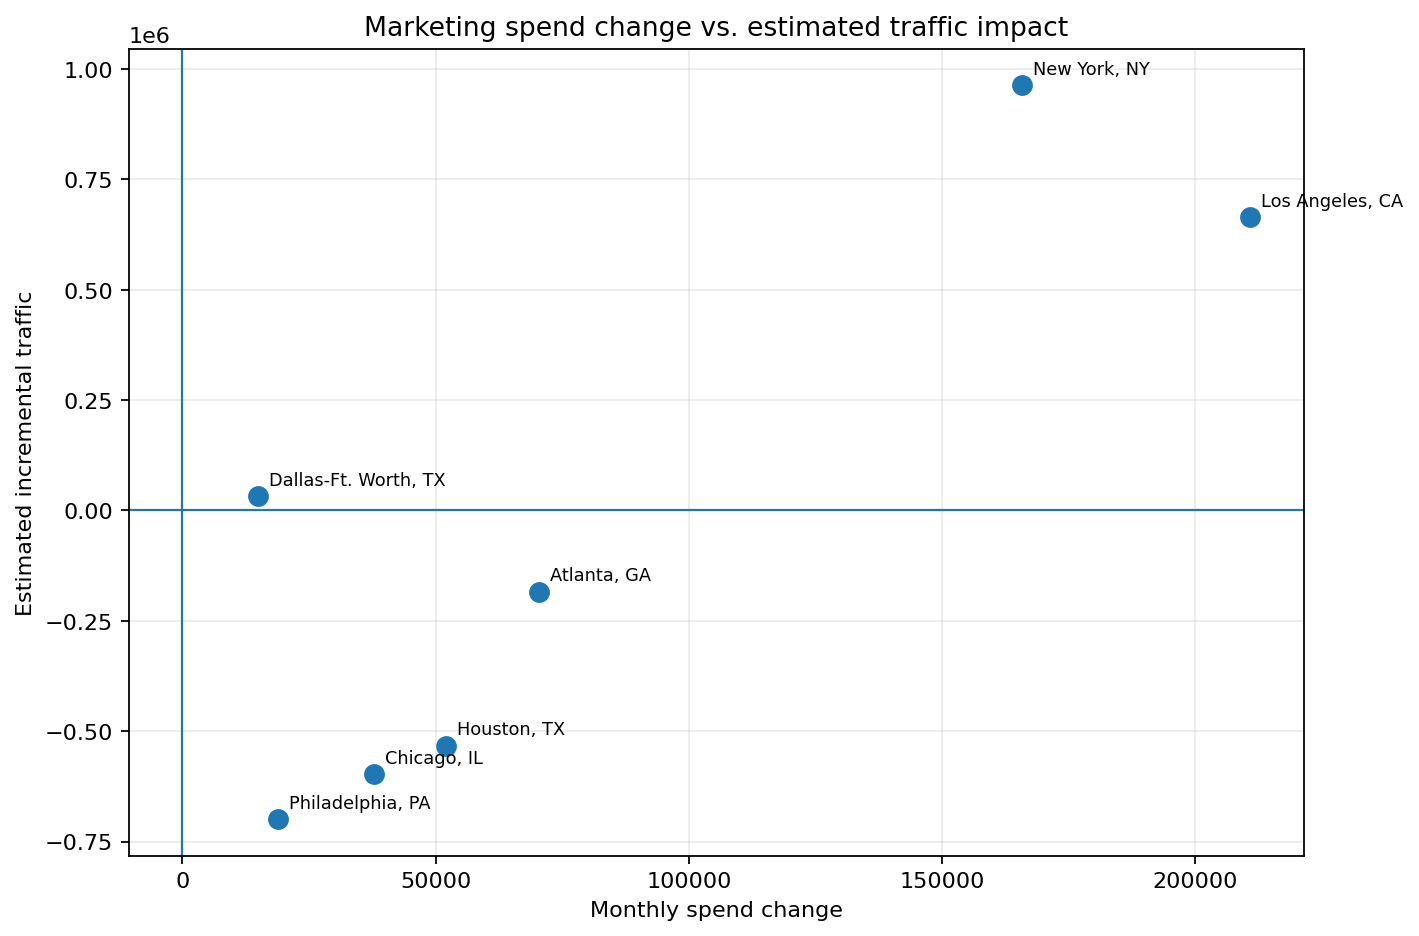 Marketing spend change vs. estimated traffic impact
1e6
1.00
0.75
0.50
0.25
0.00
−0.25
−0.50
−0.75
Estimated incremental traffic
New York, NY
Los Angeles, CA
Dallas-Ft. Worth, TX
Atlanta, GA
Houston, TX
Chicago, IL
Philadelphia, PA
0
50000
100000
150000
200000
Monthly spend change